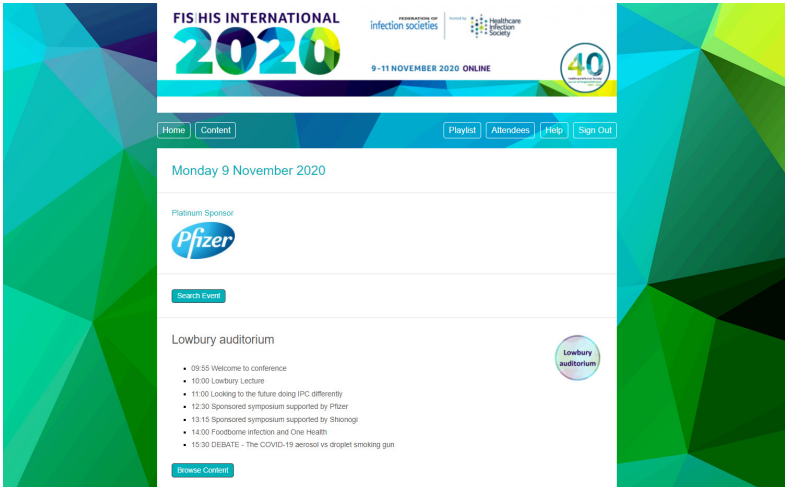 FIS HIS INTERNATIONAL
2020
FEDERATION OF
infection societies
hosted by
Healthcare
Infection
Society
9-11 NOVEMBER 2020 ONLINE
40
Home
Content
Playlist
Attendees
Help
Sign Out
Monday 9 November 2020
Platinum Sponsor
Pfizer
Search Event
Lowbury auditorium
Lowbury
auditorium
09:55 Welcome to conference
10:00 Lowbury Lecture
11:00 Looking to the future doing IPC differently
12:30 Sponsored symposium supported by Pfizer
13:15 Sponsored symposium supported by Shionogi
14:00 Foodborne infection and One Health
15:30 DEBATE - The COVID-19 aerosol vs droplet smoking gun
Browse Content